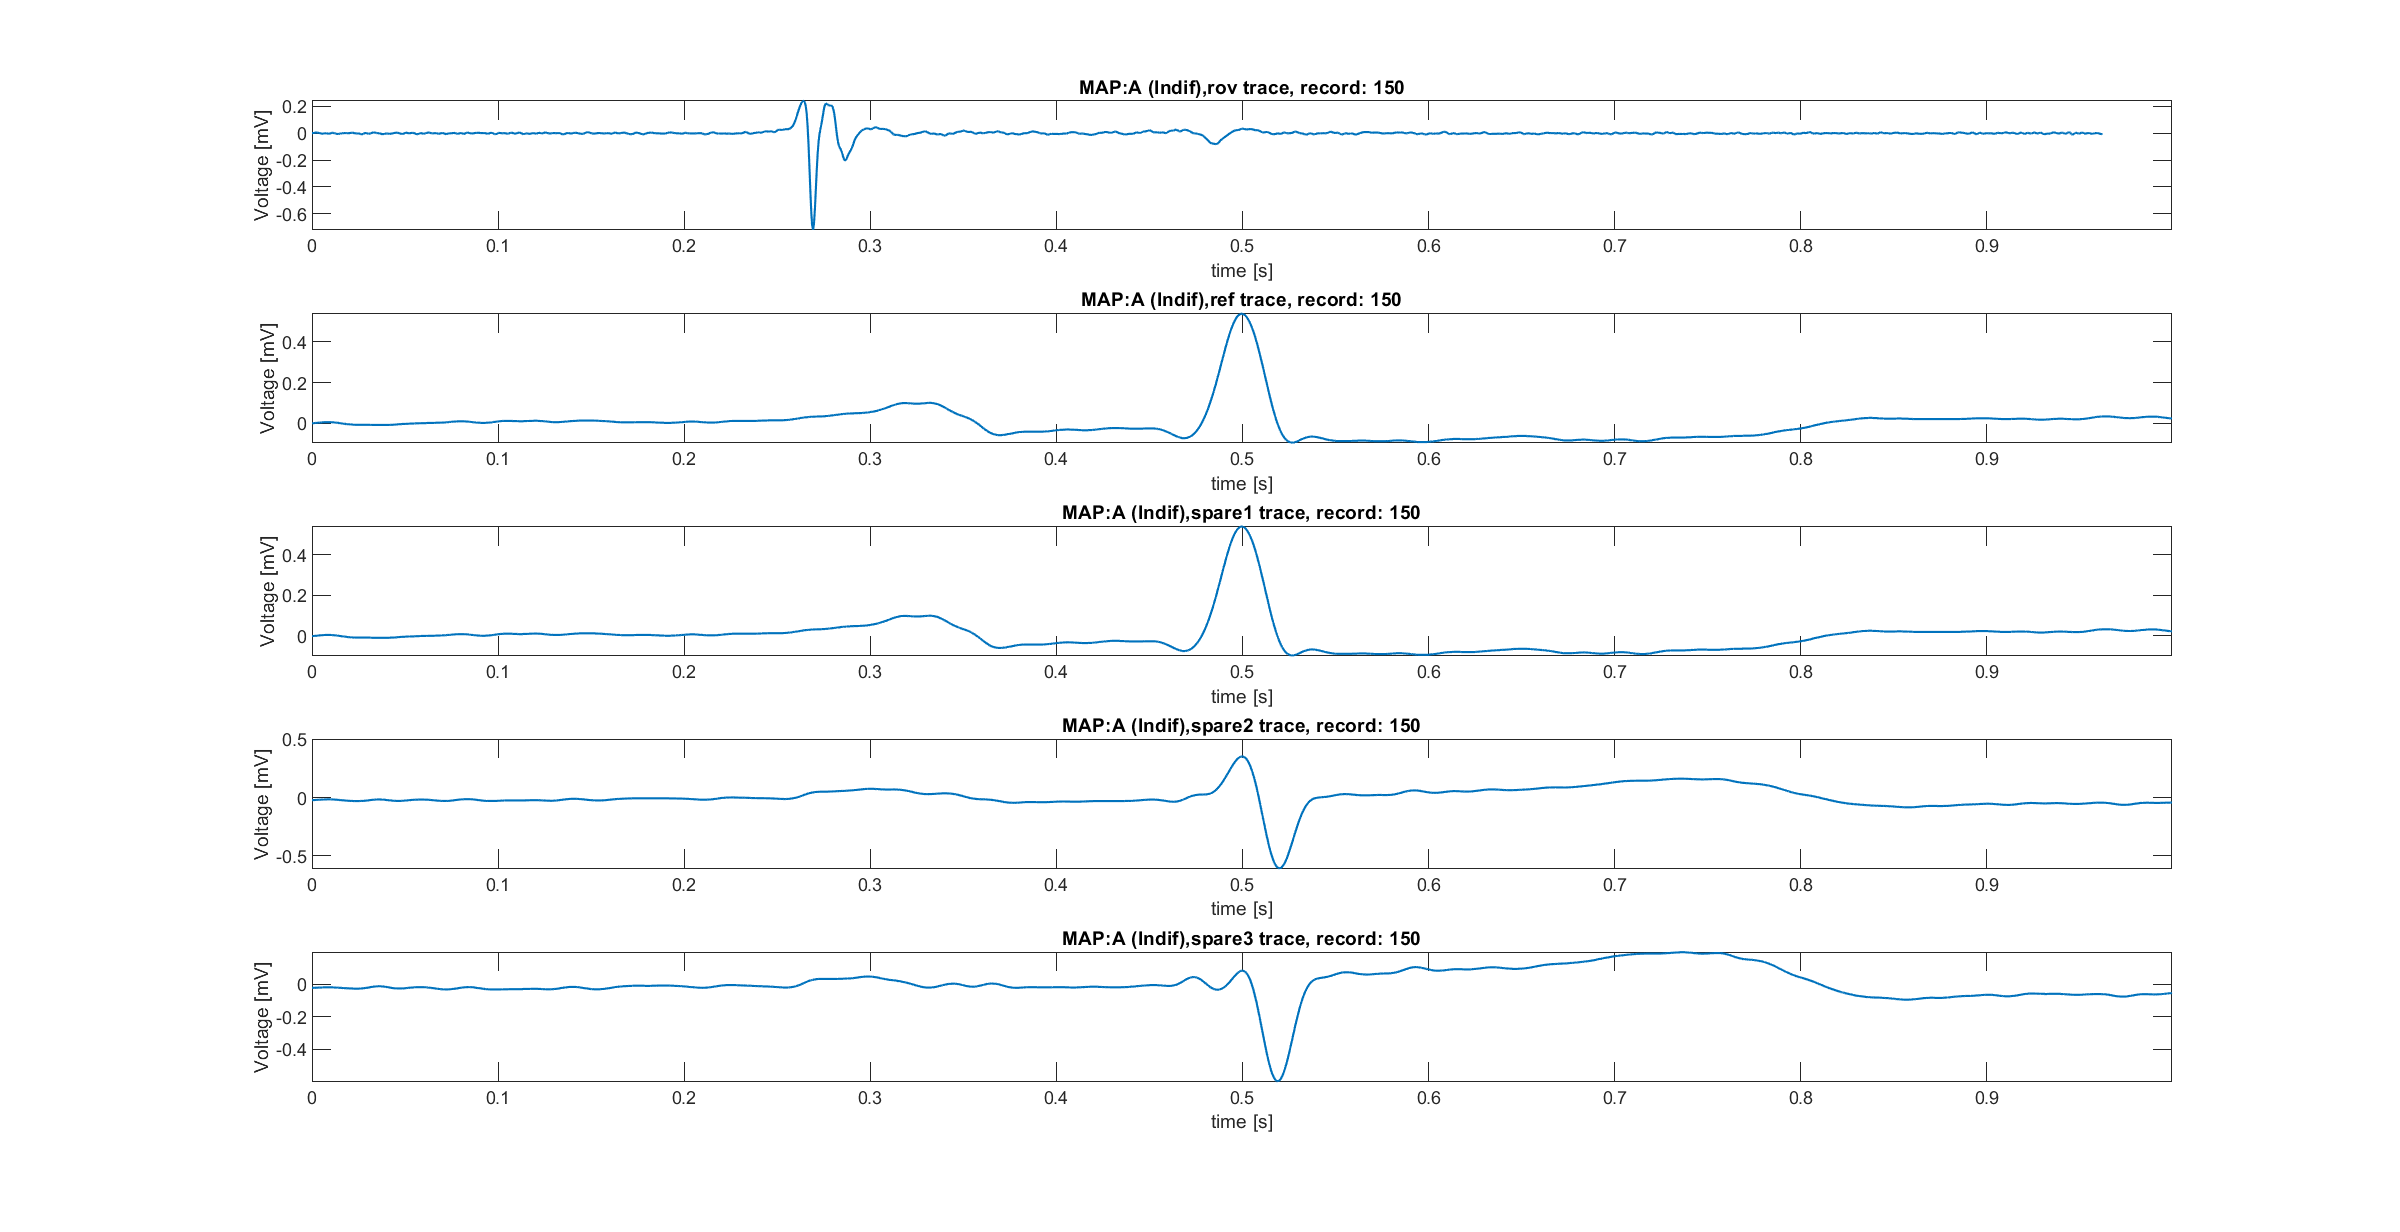 MAP:A (Indif),rov trace, record: 150
Voltage [mV]
0.2
0
-0.2
-0.4
-0.6
0 0.1 0.2 0.3 0.4 0.5 0.6 0.7 0.8 0.9
time [s]
MAP:A (Indif),ref trace, record: 150
Voltage [mV]
0.4
0.2
0
0 0.1 0.2 0.3 0.4 0.5 0.6 0.7 0.8 0.9
time [s]
MAP:A (Indif),spare1 trace, record: 150
Voltage [mV]
0.4
0.2
0
0 0.1 0.2 0.3 0.4 0.5 0.6 0.7 0.8 0.9
time [s]
MAP:A (Indif),spare2 trace, record: 150
Voltage [mV]
0.5
0
-0.5
0 0.1 0.2 0.3 0.4 0.5 0.6 0.7 0.8 0.9
time [s]
MAP:A (Indif),spare3 trace, record: 150
Voltage [mV]
0
-0.2
-0.4
0 0.1 0.2 0.3 0.4 0.5 0.6 0.7 0.8 0.9
time [s]